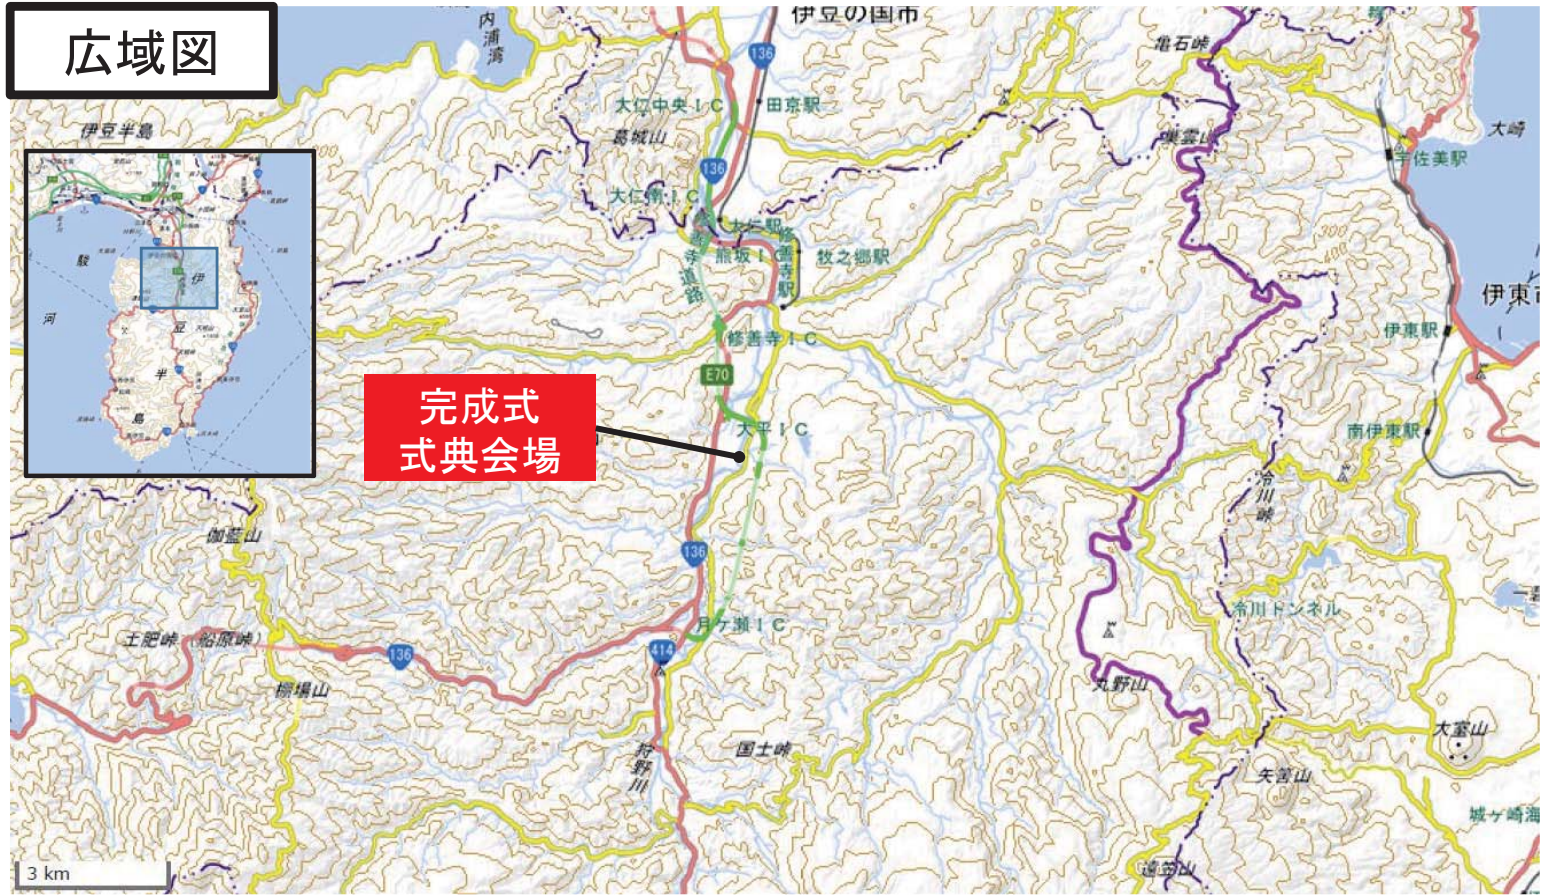 広域図
内浦湾
伊豆の国市
136
亀石峠
大仁中央IC
田京駅
葛城山
伊豆半島
巣雲山
大崎
宇佐美駅
136
大仁南IC
大仁駅
修善寺道路
熊坂IC
修善寺駅
牧之郷駅
伊東市
伊東駅
修善寺IC
E70
駿
河
伊
豆
半
島
完成式
式典会場
大平IC
南伊東駅
冷川峠
伽藍山
136
冷川トンネル
月ケ瀬IC
土肥峠(船原峠)
136
414
棚場山
丸野山
狩野川
国士峠
大室山
矢筈山
城ヶ崎海
遠笠山
3 km